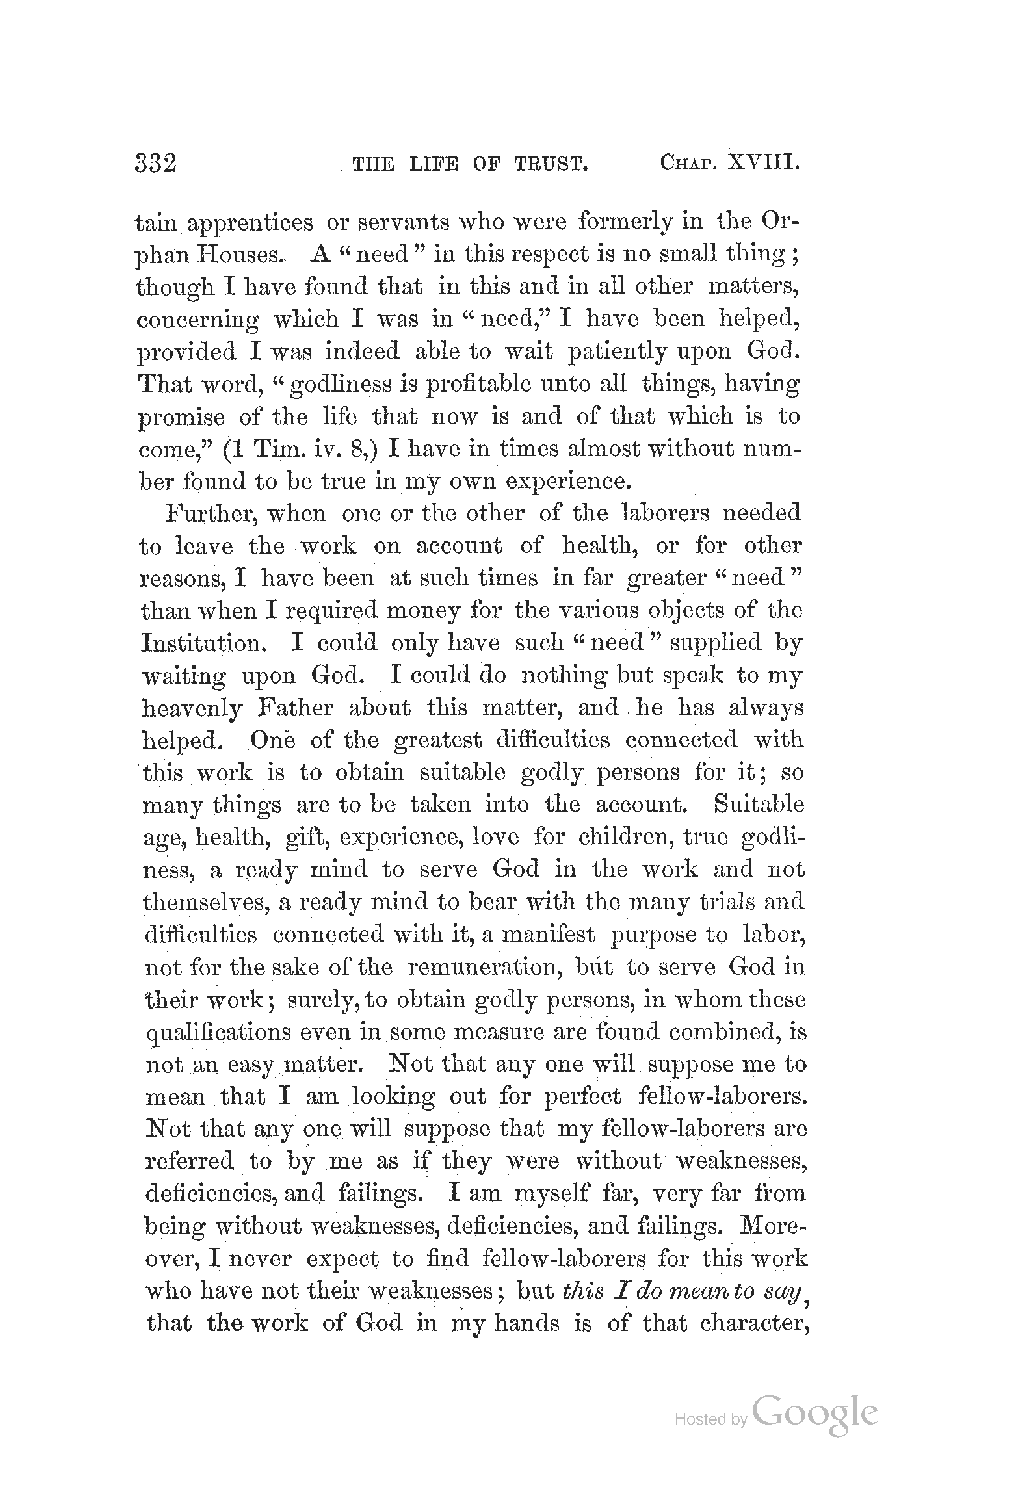 332 THE LIFE OF TRUST. CHAP. XVIII.
tain apprentices or servants who were formerly in the Or-
phan Houses. A “need” in this respect is no small thing;
though I have found that in this and in all other matters,
concerning which I was in “need,” I have been helped,
provided I was indeed able to wait patiently upon God.
That word, “godliness is profitable unto all things, having
promise of the life that now is and of that which is to
come,” (1 Tim. iv. 8,) I have in times almost without num-
ber found to be true in my own experience.
Further, when one or the other of the laborers needed
to leave the work on account of health, or for other
reasons, I have been at such times in far greater “need”
than when I required money for the various objects of the
Institution. I could only have such “need” supplied by
waiting upon God. I could do nothing but speak to my
heavenly Father about this matter, and he has always
helped. One of the greatest difficulties connected with
this work is to obtain suitable godly persons for it; so
many things are to be taken into the account. Suitable
age, health, gift, experience, love for children, true godli-
ness, a ready mind to serve God in the work and not
themselves, a ready mind to bear with the many trials and
difficulties connected with it, a manifest purpose to labor,
not for the sake of the remuneration, but to serve God in
their work; surely, to obtain godly persons, in whom these
qualifications even in some measure are found combined, is
not an easy matter. Not that any one will suppose me to
mean that I am looking out for perfect fellow-laborers.
Not that any one will suppose that my fellow-laborers are
referred to by me as if they were without weaknesses,
deficiencies, and failings. I am myself far, very far from
being without weaknesses, deficiencies, and failings. More-
over, I never expect to find fellow-laborers for this work
who have not their weaknesses; but this I do mean to say,
that the work of God in my hands is of that character,
Hosted by Google